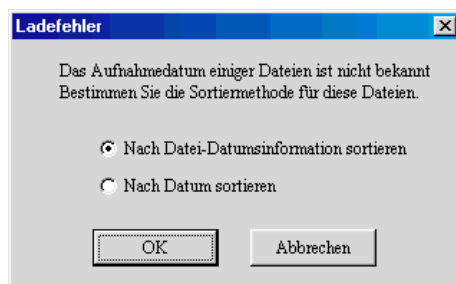 Ladefehler
Das Aufnahmedatum einiger Dateien ist nicht bekannt
Bestimmen Sie die Sortiermethode für diese Dateien.
Nach Datei-Datumsinformation sortieren
Nach Datum sortieren
OK
Abbrechen